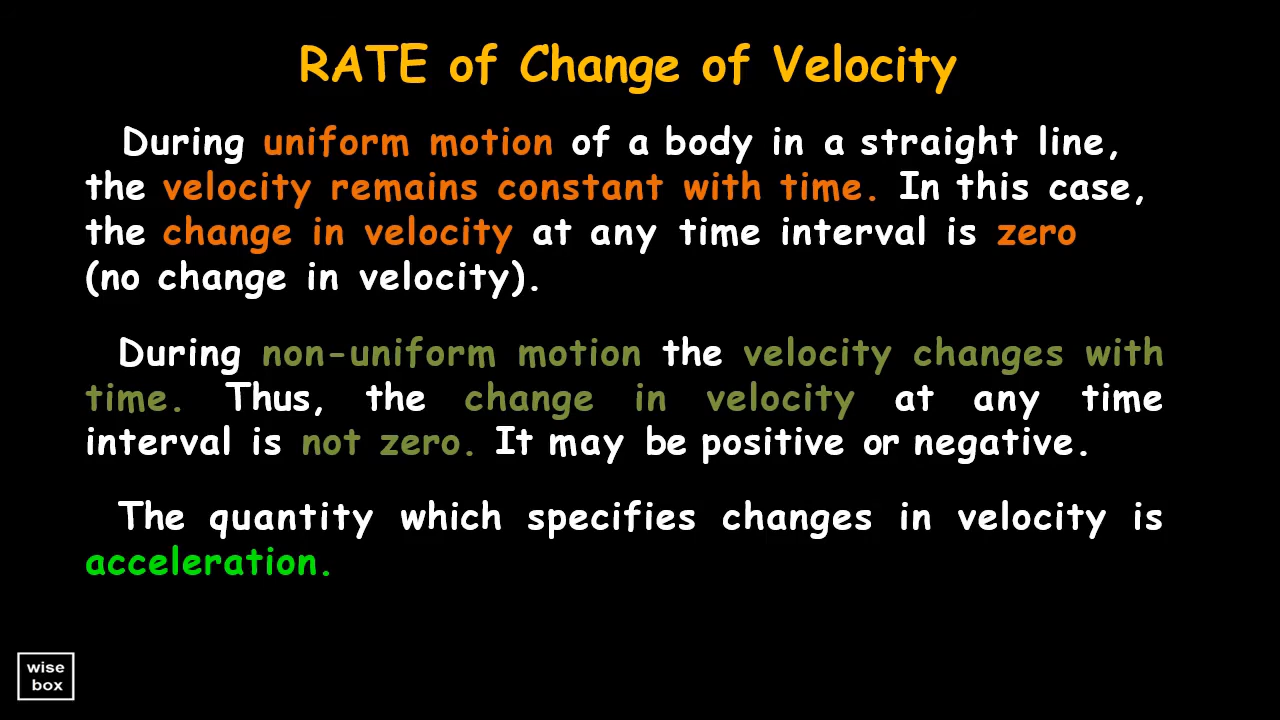 RATE of Change of Velocity
During uniform motion of a body in a straight line,
the velocity remains constant with time. In this case,
the change in velocity at any time interval is zero
(no change in velocity).
During non-uniform motion the velocity changes with
time. Thus, the change in velocity at any time
interval is not zero. It may be positive or negative.
The quantity which specifies changes in velocity is
acceleration.
wise
box